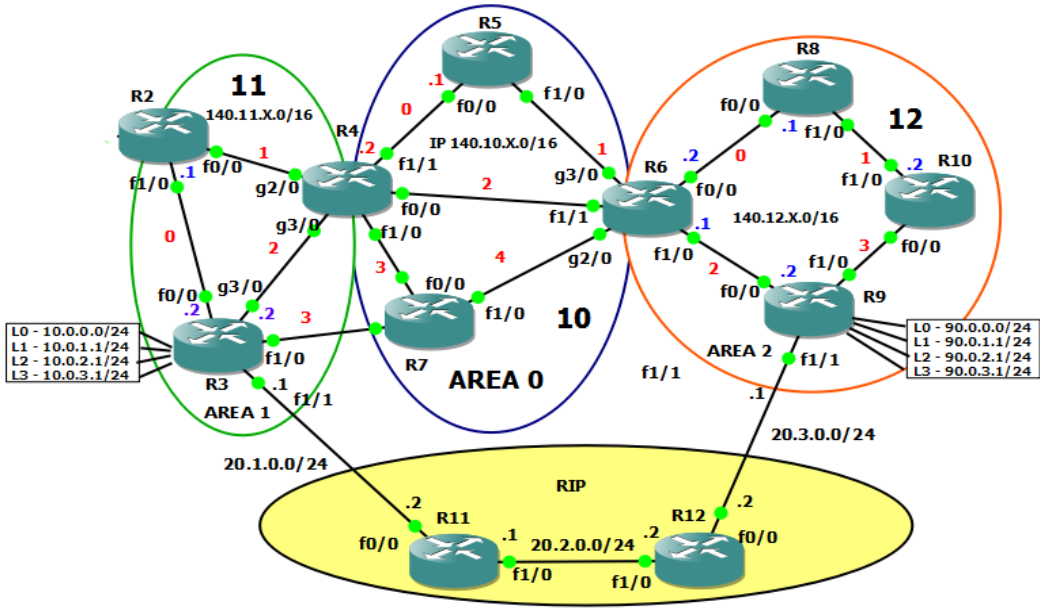 R5
R8
R2
11
140.11.X.0/16
R4
.1
f0/0
f1/0
0
IP 140.10.X.0/16
f0/0
.1
f1/0
12
0
1
.2
f1/0
R10
.1
f0/0
1
g2/0
.2
f1/1
1
g3/0
R6
.2
f0/0
140.12.X.0/16
f1/0
2
f0/0
f1/1
.1
f1/0
f0/0
3
0
g3/0
2
f1/0
3
4
g2/0
2
.2
f1/0
f0/0
R9
f0/0
g3/0
.2
.2
3
f0/0
f1/0
R7
10
L0 - 10.0.0.0/24
L1 - 10.0.1.1/24
L2 - 10.0.2.1/24
L3 - 10.0.3.1/24
f1/0
R3
.1
f1/1
AREA 1
AREA 0
AREA 2
f1/1
f1/1
.1
L0 - 90.0.0.0/24
L1 - 90.0.1.1/24
L2 - 90.0.2.1/24
L3 - 90.0.3.1/24
20.1.0.0/24
20.3.0.0/24
RIP
.2
R11
f0/0
.1
f1/0
20.2.0.0/24
.2
f1/0
R12
.2
f0/0